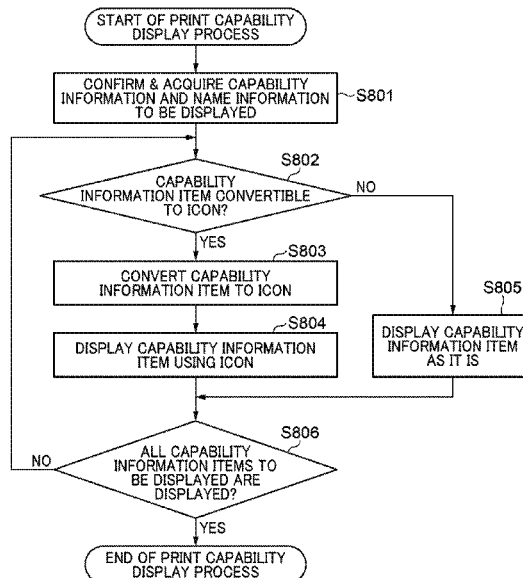 START OF PRINT CAPABILITY
DISPLAY PROCESS
CONFIRM & ACQUIRE CAPABILITY
INFORMATION AND NAME INFORMATION
TO BE DISPLAYED
S801
S802
CAPABILITY
INFORMATION ITEM CONVERTIBLE
TO ICON?
NO
YES
S803
CONVERT CAPABILITY
INFORMATION ITEM TO ICON
S804
DISPLAY CAPABILITY INFORMATION
ITEM USING ICON
S805
DISPLAY CAPABILITY
INFORMATION ITEM
AS IT IS
S806
ALL CAPABILITY
INFORMATION ITEMS TO
BE DISPLAYED ARE
DISPLAYED?
NO
YES
END OF PRINT CAPABILITY
DISPLAY PROCESS